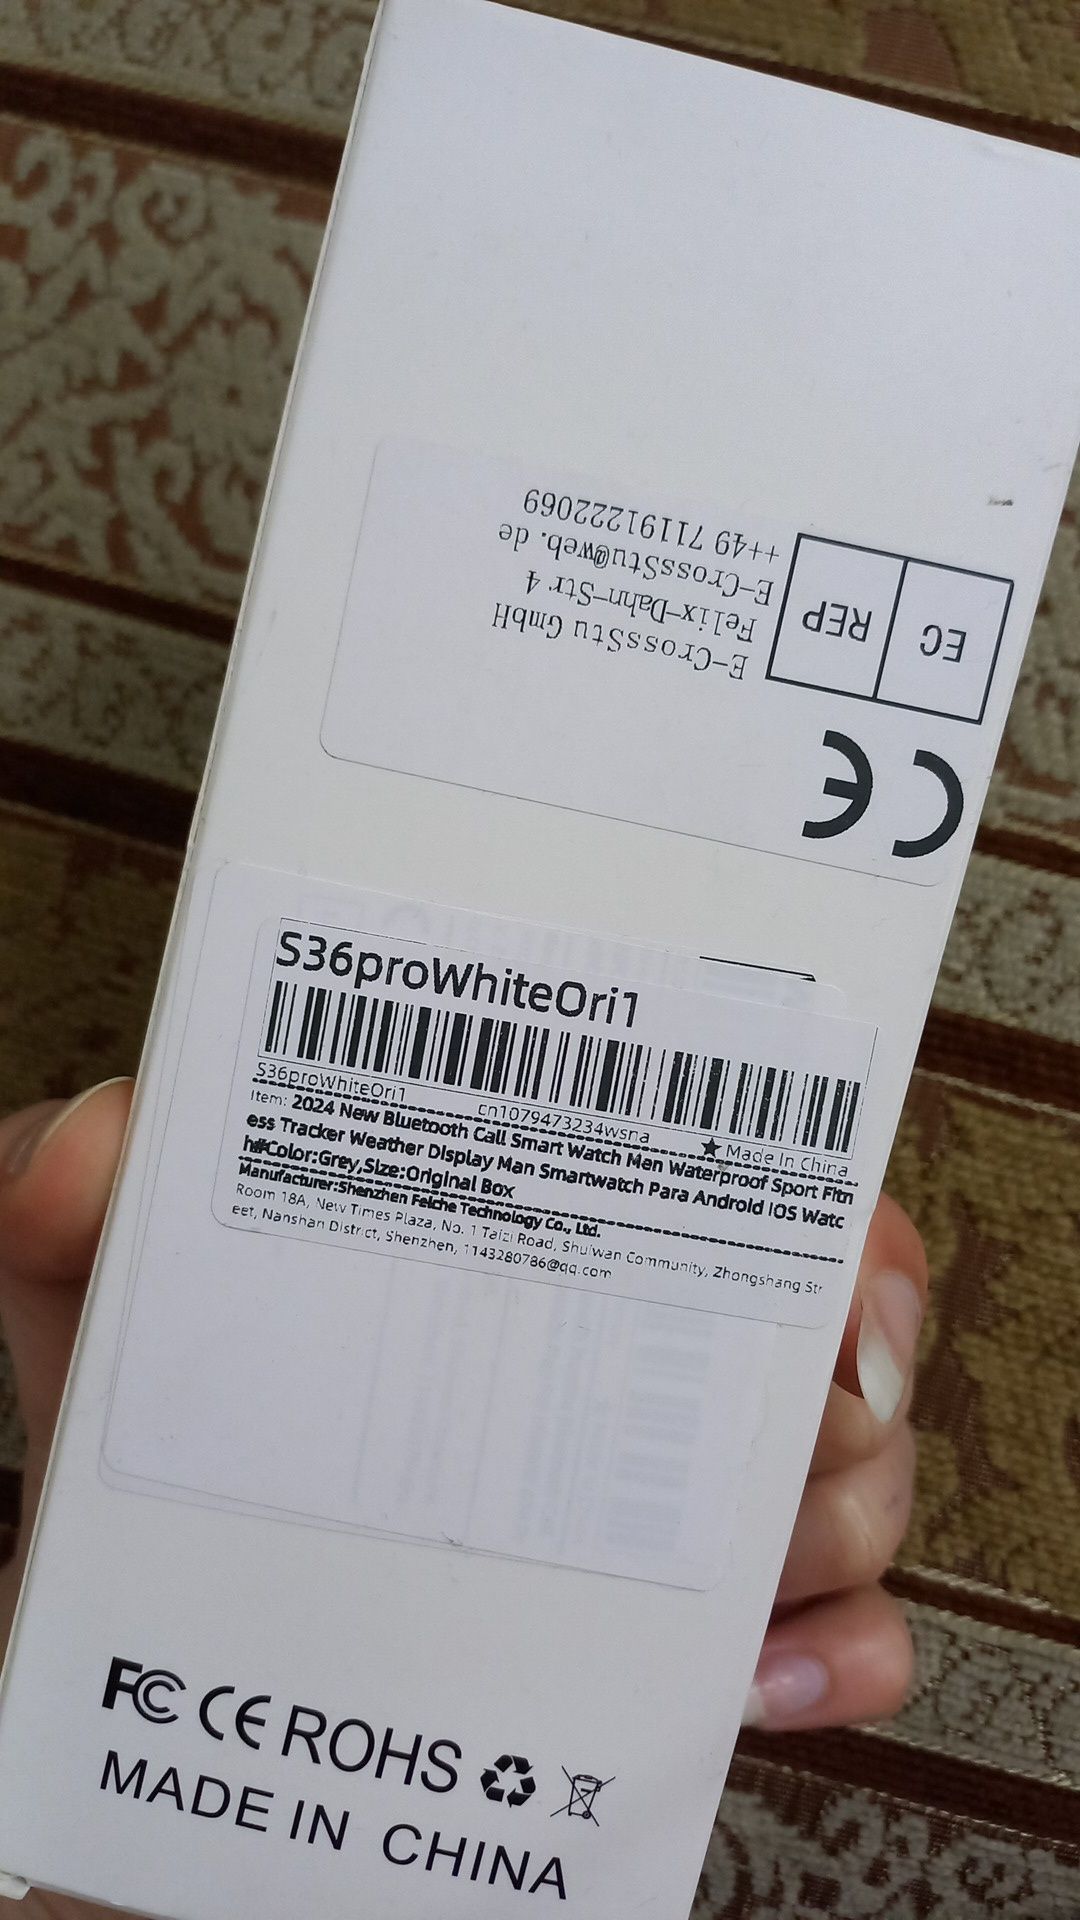 E-CrossStu GmbH
Felix-Dahn-Str 4
E-CrossStu@web. de
++49 71191222069
EC REP
CE
S36proWhiteOri1
S36proWhiteOri1 cn1079473234wsna
★ Made In China
Item: 2024 New Bluetooth Call Smart Watch Men Waterproof Sport Fitn
ess Tracker Weather Display Man Smartwatch Para Android IOS Watc
h#Color:Grey,Size:Original Box
Manufacturer:Shenzhen Feiche Technology Co., Ltd.
Room 18A, New Times Plaza, No. 1 Taizi Road, Shuiwan Community, Zhongshang Str
eet, Nanshan District, Shenzhen, 1143280786@qq.com
FC CE ROHS
MADE IN CHINA